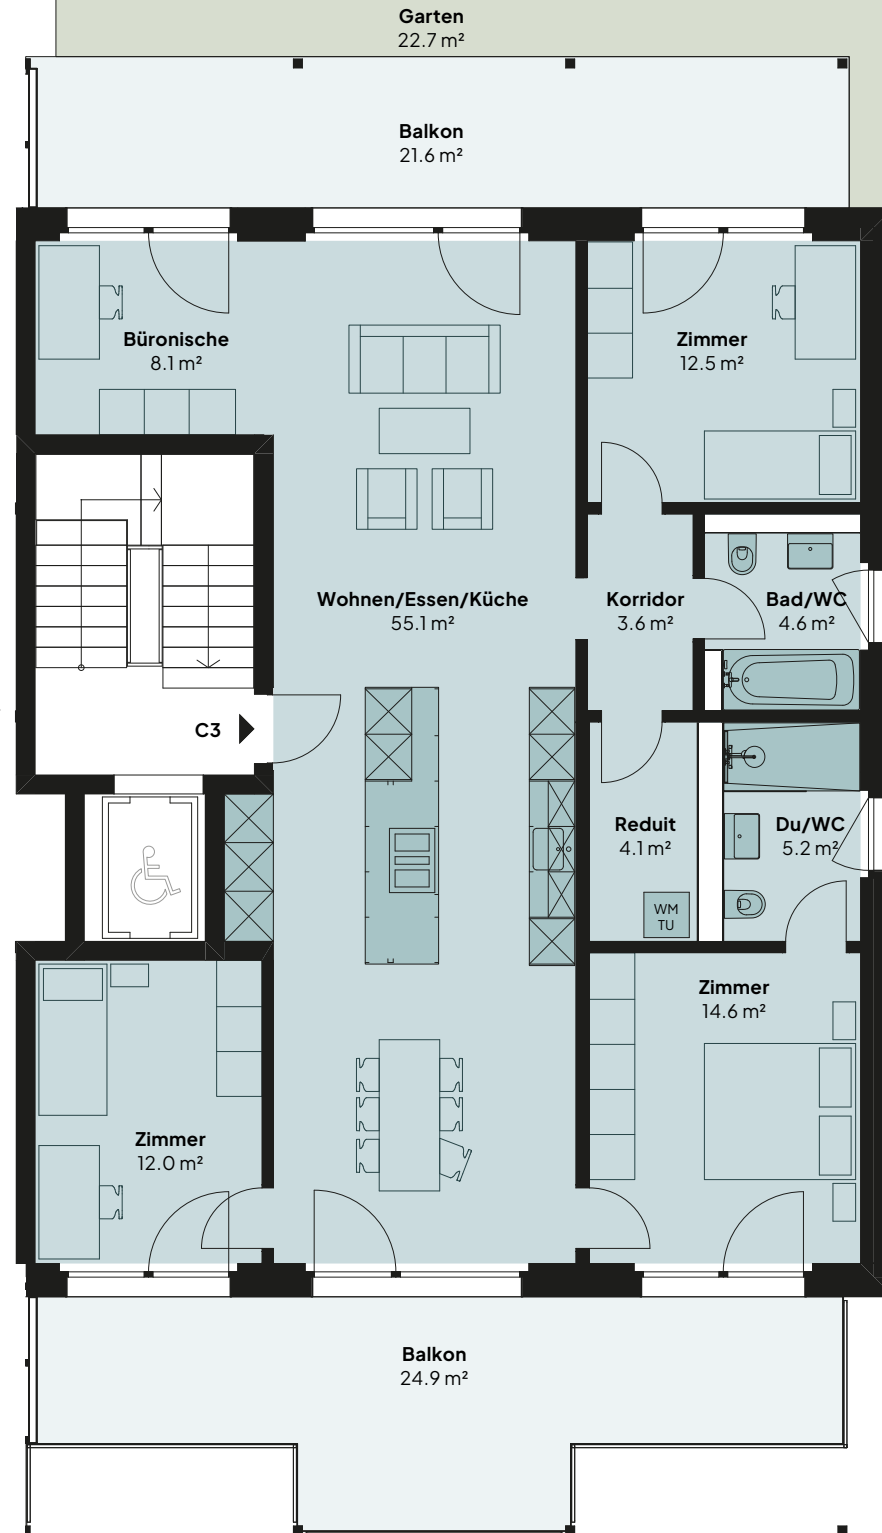 Garten
22.7 m²
Balkon
21.6 m²
Büronische
8.1 m²
Zimmer
12.5 m²
Wohnen/Essen/Küche
55.1 m²
Korridor
3.6 m²
Bad/WC
4.6 m²
C3
Reduit
4.1 m²
Du/WC
5.2 m²
WM
TU
Zimmer
14.6 m²
Zimmer
12.0 m²
Balkon
24.9 m²